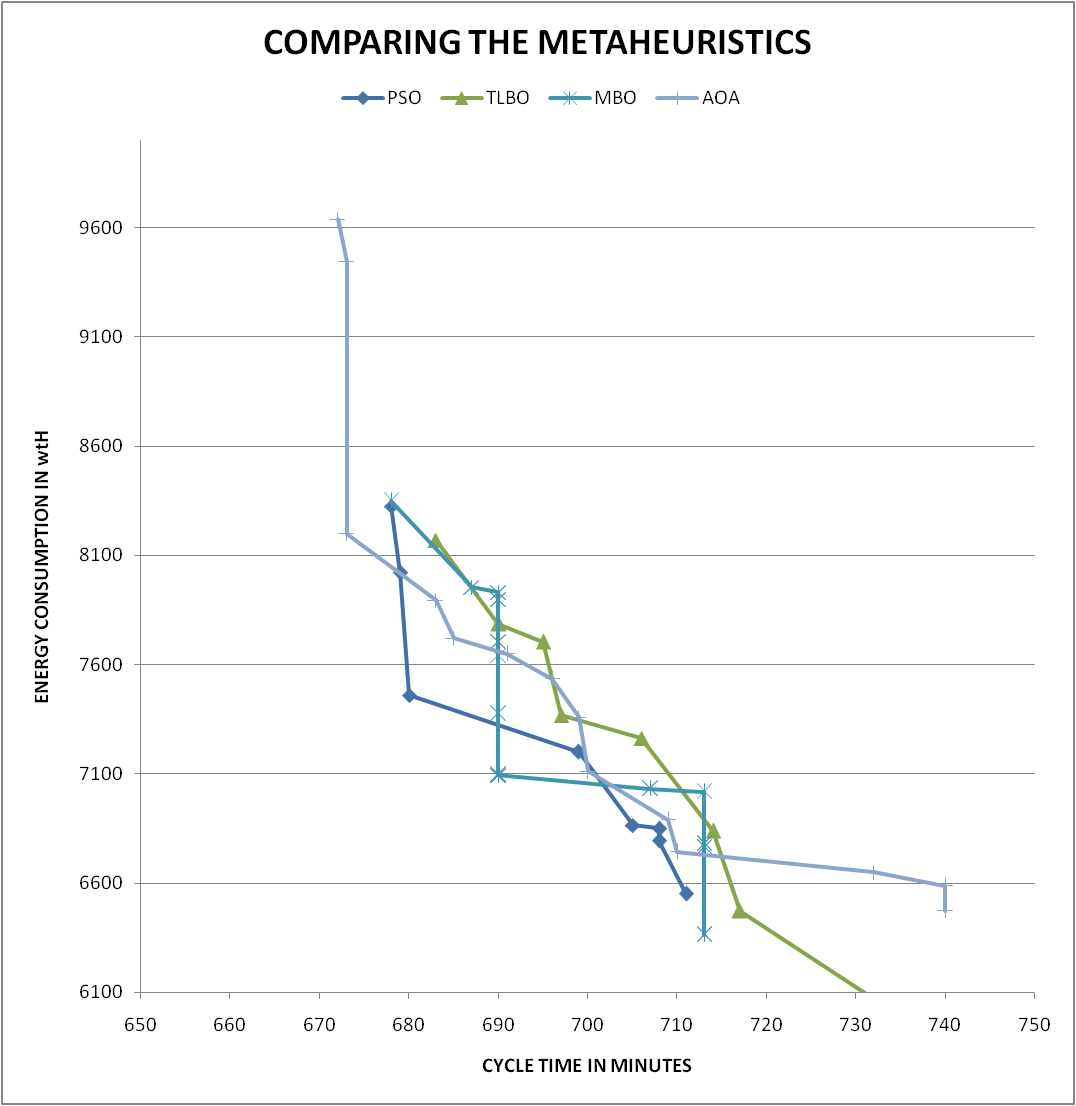 COMPARING THE METAHEURISTICS
PSO TLBO MBO AOA
9600
9100
8600
8100
7600
7100
6600
6100
ENERGY CONSUMPTION IN wtH
650 660 670 680 690 700 710 720 730 740 750
CYCLE TIME IN MINUTES